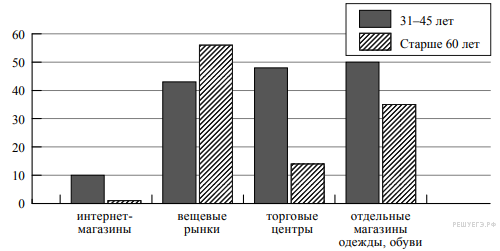 31–45 лет
Старше 60 лет
60
50
40
30
20
10
0
интернет-
магазины
вещевые
рынки
торговые
центры
отдельные
магазины
одежды, обуви
РЕШУЕГЭ.РФ